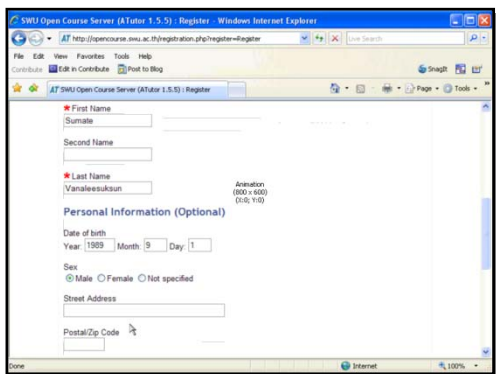 SWU Open Course Server (ATutor 1.5.5) : Register - Windows Internet Explorer
http://opencourse.swu.ac.th/registration.php?register=Register
Live Search
File Edit View Favorites Tools Help
Contribute Edit in Contribute Post to Blog
SnagIt
SWU Open Course Server (ATutor 1.5.5) : Register
Page Tools
*First Name
Sumate
Second Name
*Last Name
Vanaleesuksun
Animation
(800 x 600)
(X:0; Y:0)
Personal Information (Optional)
Date of birth
Year: 1989 Month: 9 Day: 1
Sex
Male Female Not specified
Street Address
Postal/Zip Code
Done Internet 100%